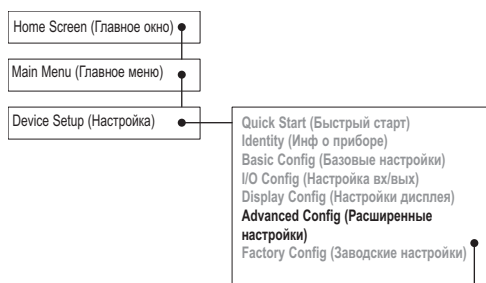 Home Screen (Главное окно)
Main Menu (Главное меню)
Device Setup (Настройка)
Quick Start (Быстрый старт)
Identity (Инф о приборе)
Basic Config (Базовые настройки)
I/O Config (Настройка вх/вых)
Display Config (Настройки дисплея)
Advanced Config (Расширенные
настройки)
Factory Config (Заводские настройки)